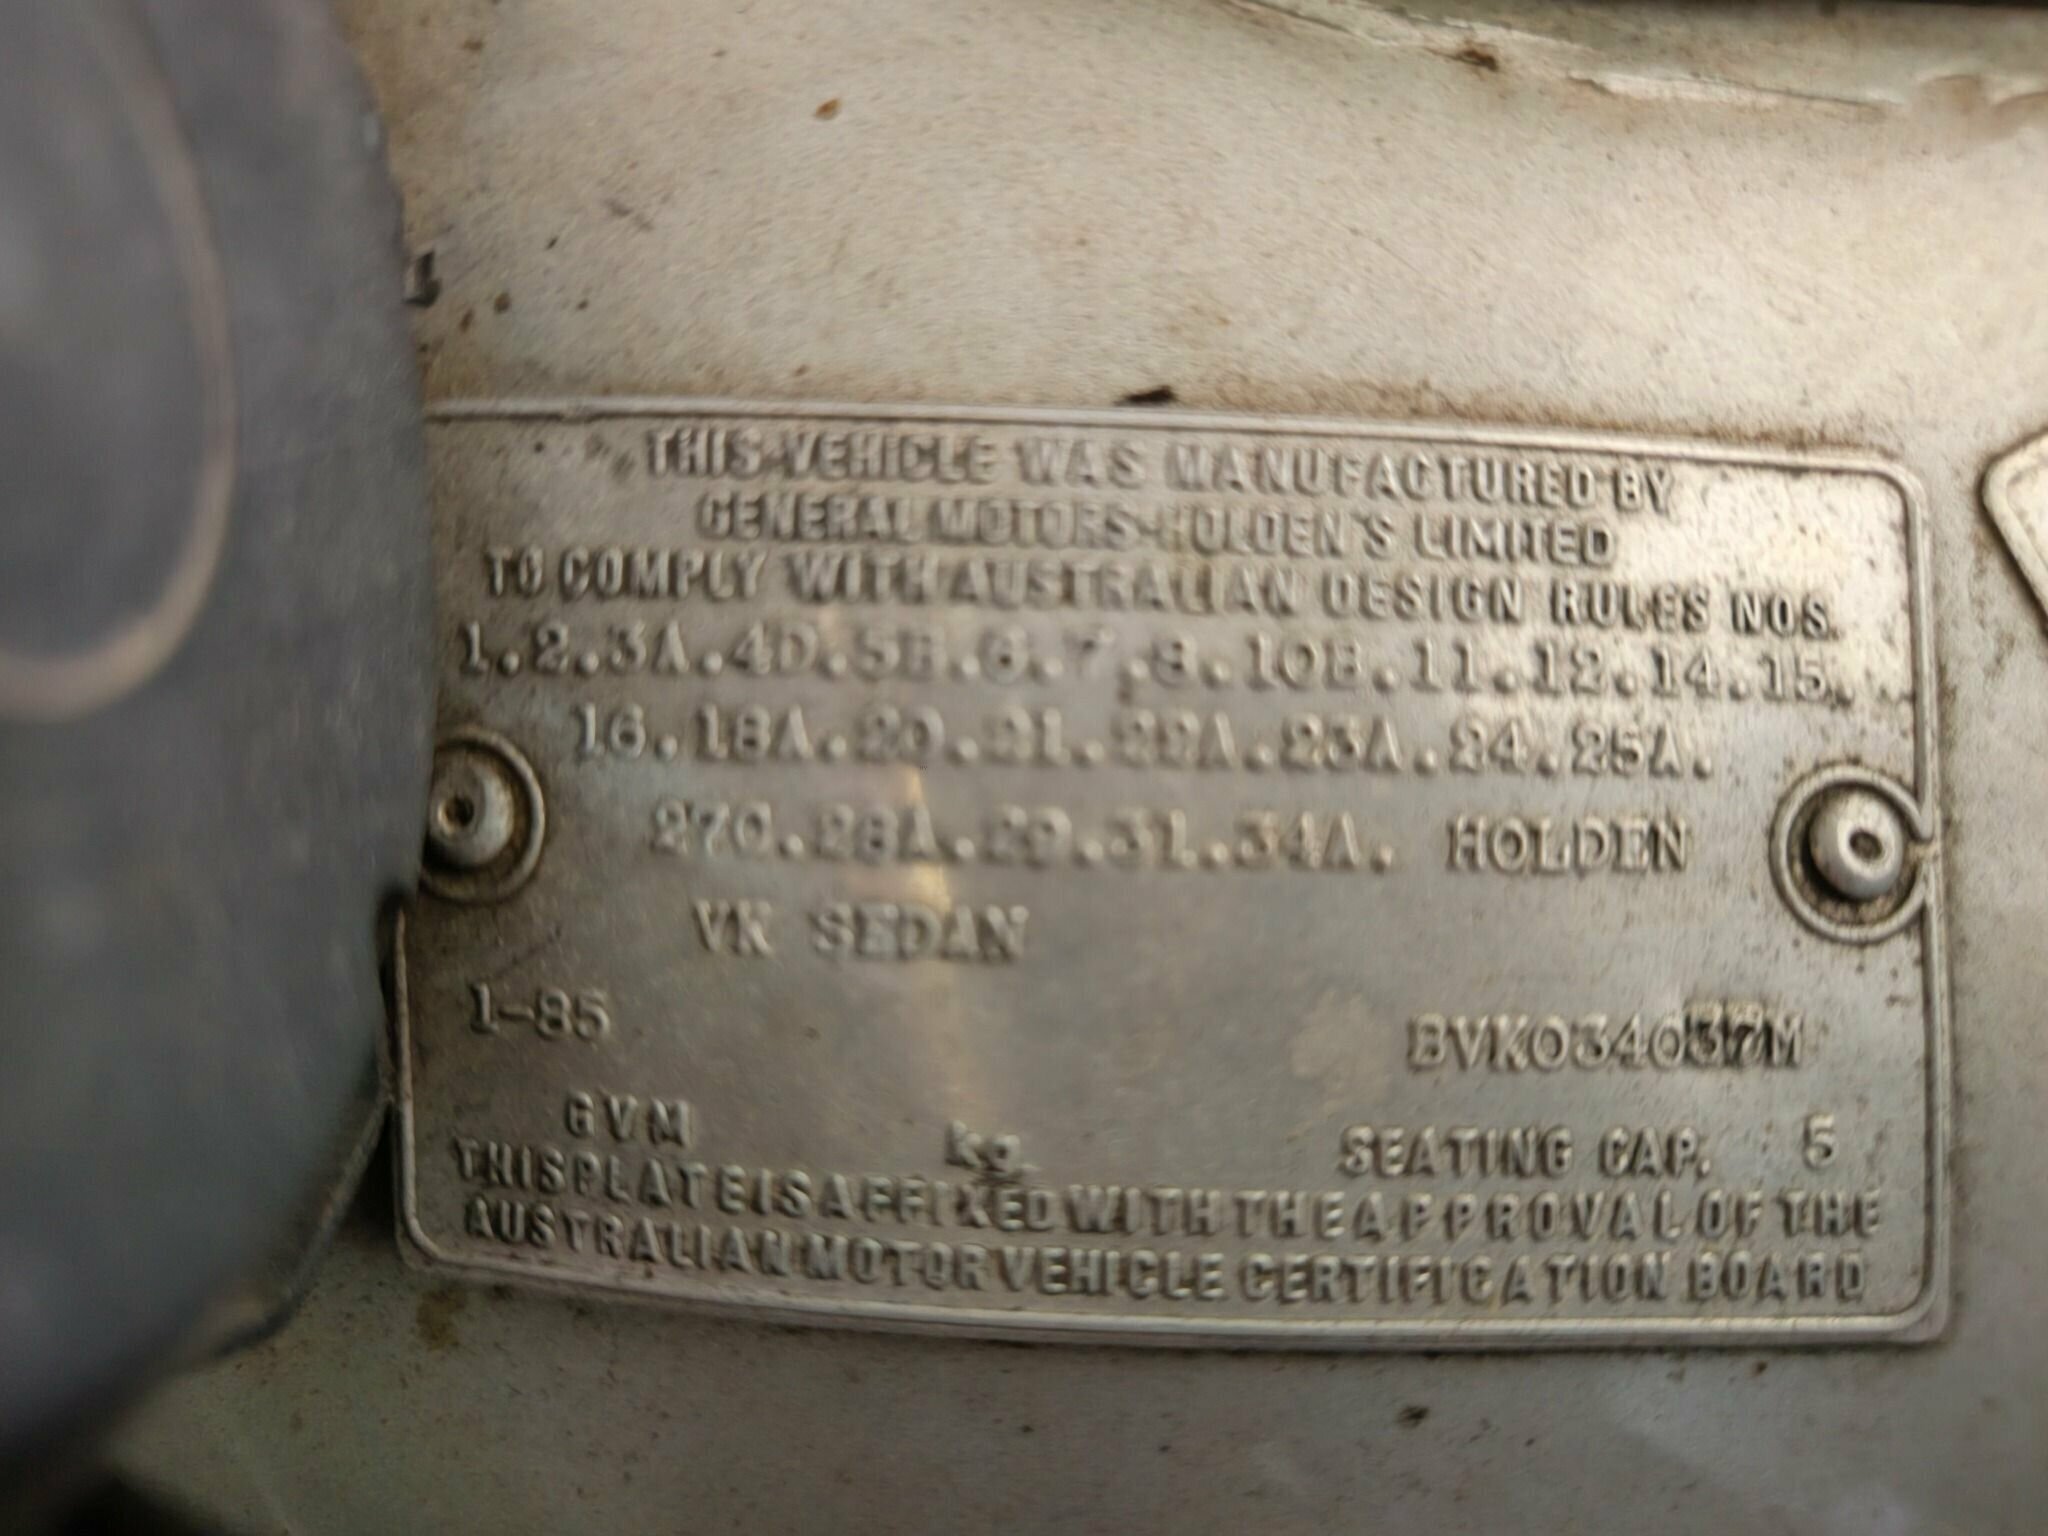 THIS VEHICLE WAS MANUFACTURED BY
GENERAL MOTORS-HOLDEN'S LIMITED
TO COMPLY WITH AUSTRALIAN DESIGN RULES NOS.
1.2.3A.4D.5B.6.7.8.10B.11.12.14.15.
16.18A.20.21.22A.23A.24.25A.
27C.28A.29.31.34A. HOLDEN
VK SEDAN
1-85
GVM kg. SEATING CAP. 5
THIS PLATE IS AFFIXED WITH THE APPROVAL OF THE
AUSTRALIAN MOTOR VEHICLE CERTIFICATION BOARD